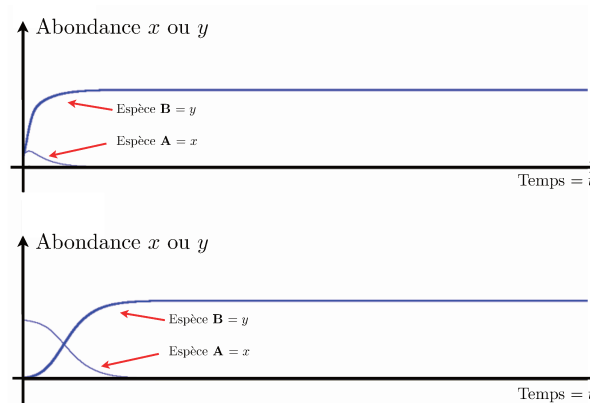 Abondance x ou y
Espèce B = y
Espèce A = x
Temps = t
Abondance x ou y
Espèce B = y
Espèce A = x
Temps = t